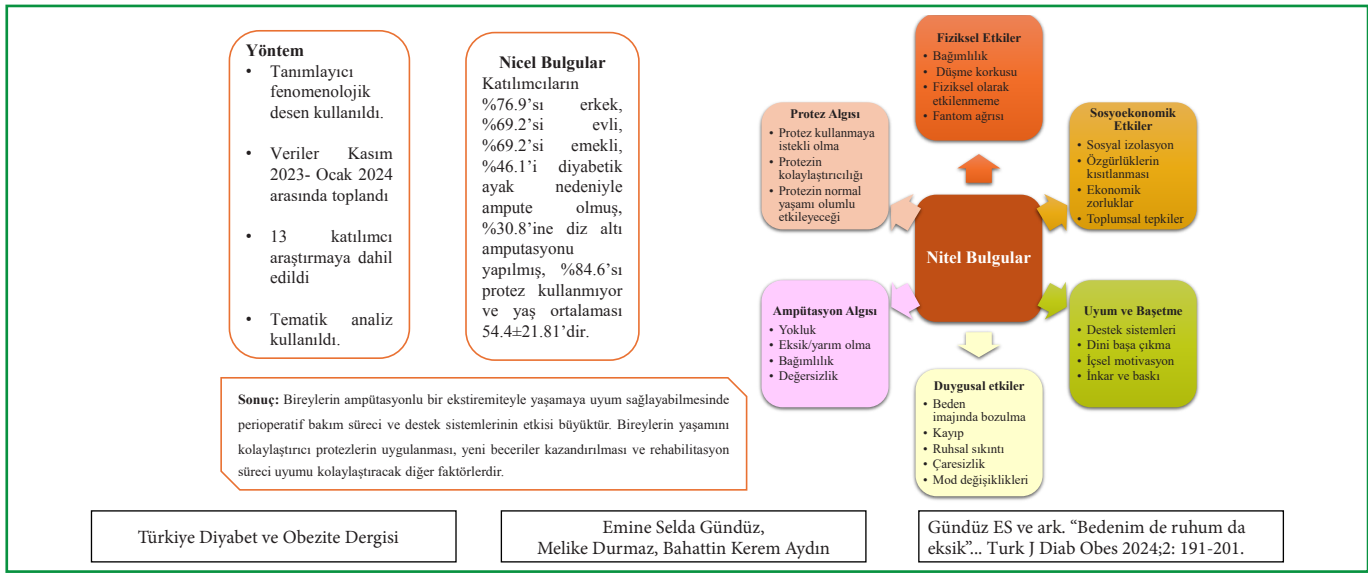 Yöntem
• Tanımlayıcı
fenomenolojik
desen kullanıldı.
• Veriler Kasım
2023- Ocak 2024
arasında toplandı
• 13 katılımcı
araştırmaya dahil
edildi
• Tematik analiz
kullanıldı.
Nicel Bulgular
Katılımcıların
%76.9’sı erkek,
%69.2’si evli,
%69.2’si emekli,
%46.1’i diyabetik
ayak nedeniyle
ampute olmuş,
%30.8’ine diz altı
amputasyonu
yapılmış, %84.6’sı
protez kullanmıyor
ve yaş ortalaması
54.4±21.81’dir.
Fiziksel Etkiler
• Bağımlılık
• Düşme korkusu
• Fiziksel olarak
etkilenmeme
• Fantom ağrısı
Protez Algısı
• Protez kullanmaya
istekli olma
• Protezin
kolaylaştırıcılığı
• Protezin normal
yaşamı olumlu
etkileyeceği
Sosyoekonomik
Etkiler
• Sosyal izolasyon
• Özgürlüklerin
kısıtlanması
• Ekonomik
zorluklar
• Toplumsal tepkiler
Nitel Bulgular
Ampütasyon Algısı
• Yokluk
• Eksik/yarım olma
• Bağımlılık
• Değersizlik
Uyum ve Başetme
• Destek sistemleri
• Dini başa çıkma
• İçsel motivasyon
• İnkar ve baskı
Duygusal etkiler
• Beden
imajında bozulma
• Kayıp
• Ruhsal sıkıntı
• Çaresizlik
• Mod değişiklikleri
Sonuç: Bireylerin ampütasyonlu bir ekstiremiteyle yaşamaya uyum sağlayabilmesinde
perioperatif bakım süreci ve destek sistemlerinin etkisi büyüktür. Bireylerin yaşamını
kolaylaştırıcı protezlerin uygulanması, yeni beceriler kazandırılması ve rehabilitasyon
süreci uyumu kolaylaştıracak diğer faktörlerdir.
Türkiye Diyabet ve Obezite Dergisi
Emine Selda Gündüz,
Melike Durmaz, Bahattin Kerem Aydın
Gündüz ES ve ark. “Bedenim de ruhum da
eksik”... Turk J Diab Obes 2024;2: 191-201.